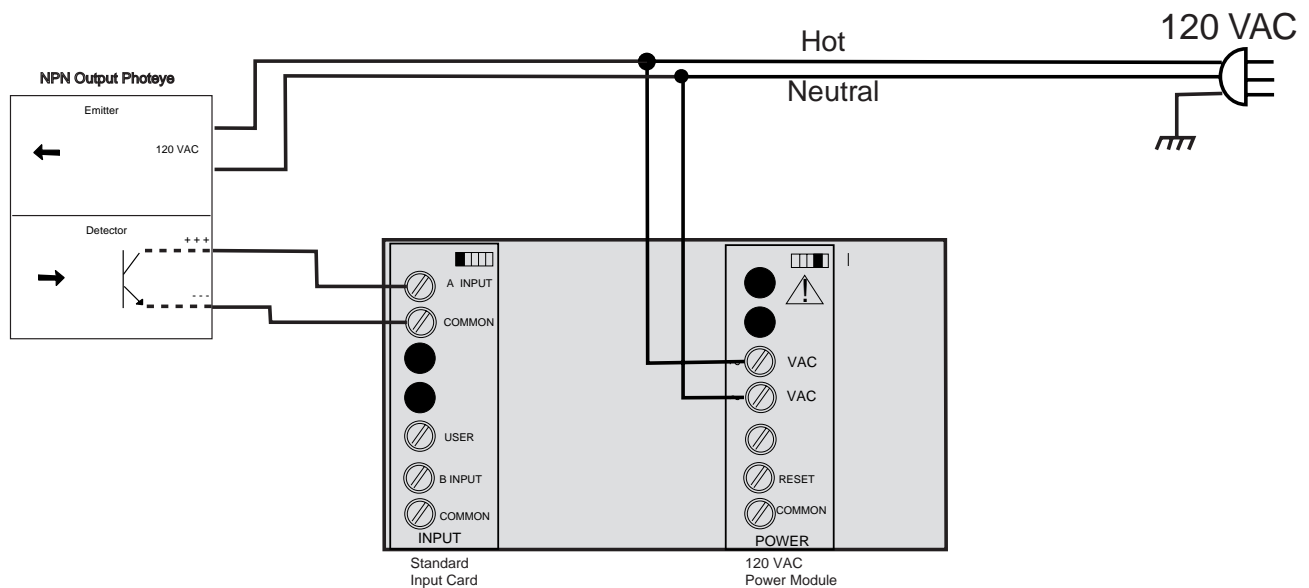 120 VAC
Hot
Neutral
NPN Output Photeye
Emitter
120 VAC
Detector
+++
---
A INPUT
COMMON
USER
B INPUT
COMMON
INPUT
Standard
Input Card
VAC
VAC
RESET
COMMON
POWER
120 VAC
Power Module